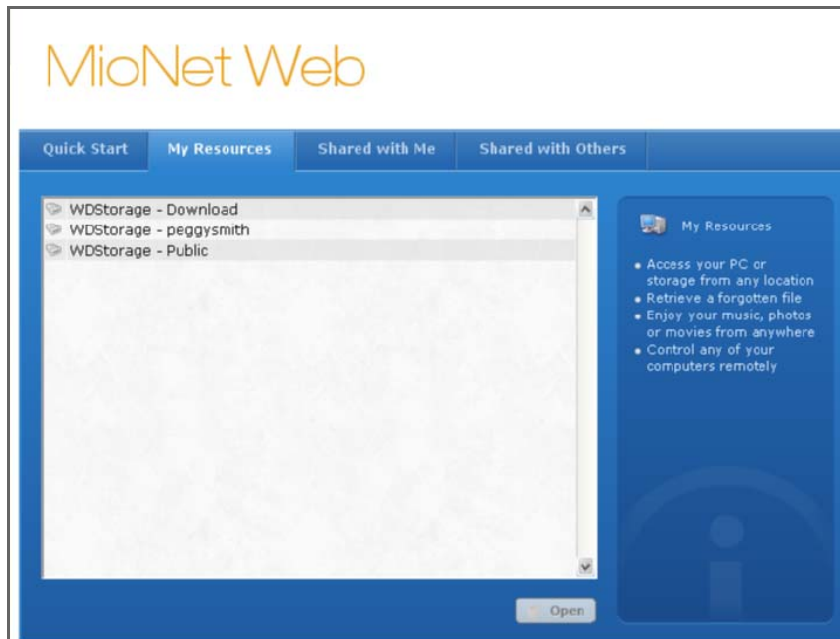 MioNet Web
Quick Start
My Resources
Shared with Me
Shared with Others
WDStorage - Download
WDStorage - peggysmith
WDStorage - Public
Open
My Resources
• Access your PC or
storage from any location
• Retrieve a forgotten file
• Enjoy your music, photos
or movies from anywhere
• Control any of your
computers remotely